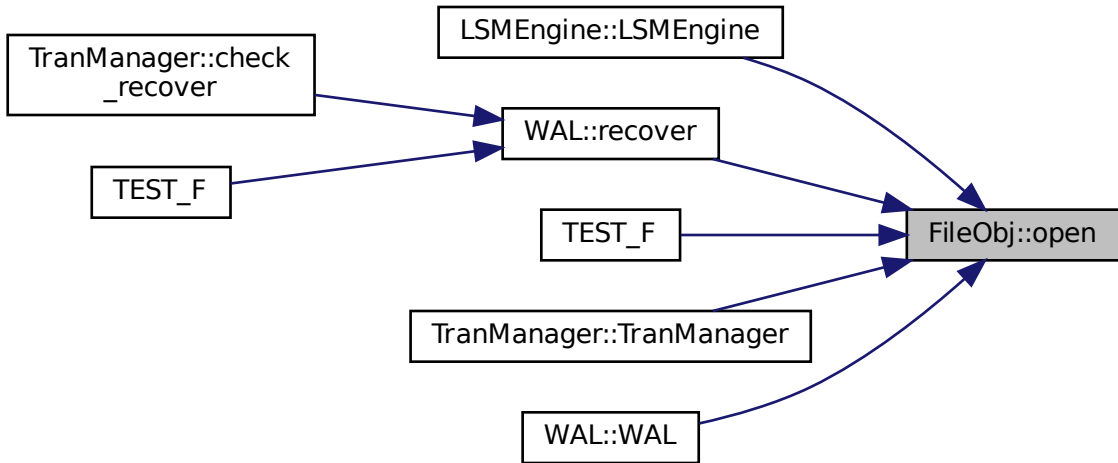 LSMEngine::LSMEngine
TranManager::check
_recover
WAL::recover
TEST_F
TEST_F
FileObj::open
TranManager::TranManager
WAL::WAL